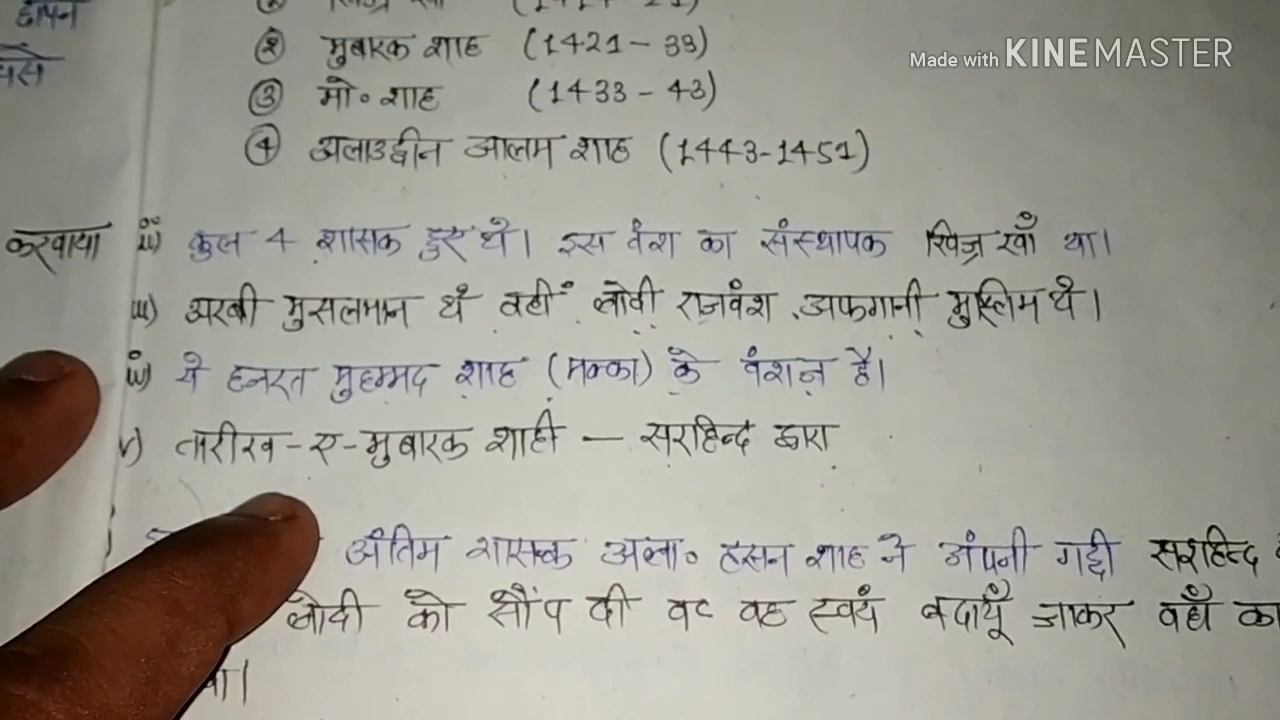 Made with KINEMASTER
② मुबारक शाह (1421 - 33)
③ मो॰ शाह (1433 - 43)
④ अलाउद्दीन आलम शाह (1443-1451)
करवाया ii) कुल 4 शासक हुए थे। इस वंश का संस्थापक खिज्र खाँ था।
iii) अरबी मुसलमान थे वहीं लोदी राजवंश अफगानी मुस्लिम थे।
iv) ये हजरत मुहम्मद शाह (मक्का) के वंशज है।
v) तारीख-ए-मुबारक शाही — सरहिन्द द्वारा
अंतिम शासक अला॰ हसन शाह ने अपनी गद्दी सरहिन्द
लोदी को सौंप दी व वह स्वयं बदायूँ जाकर वहाँ का